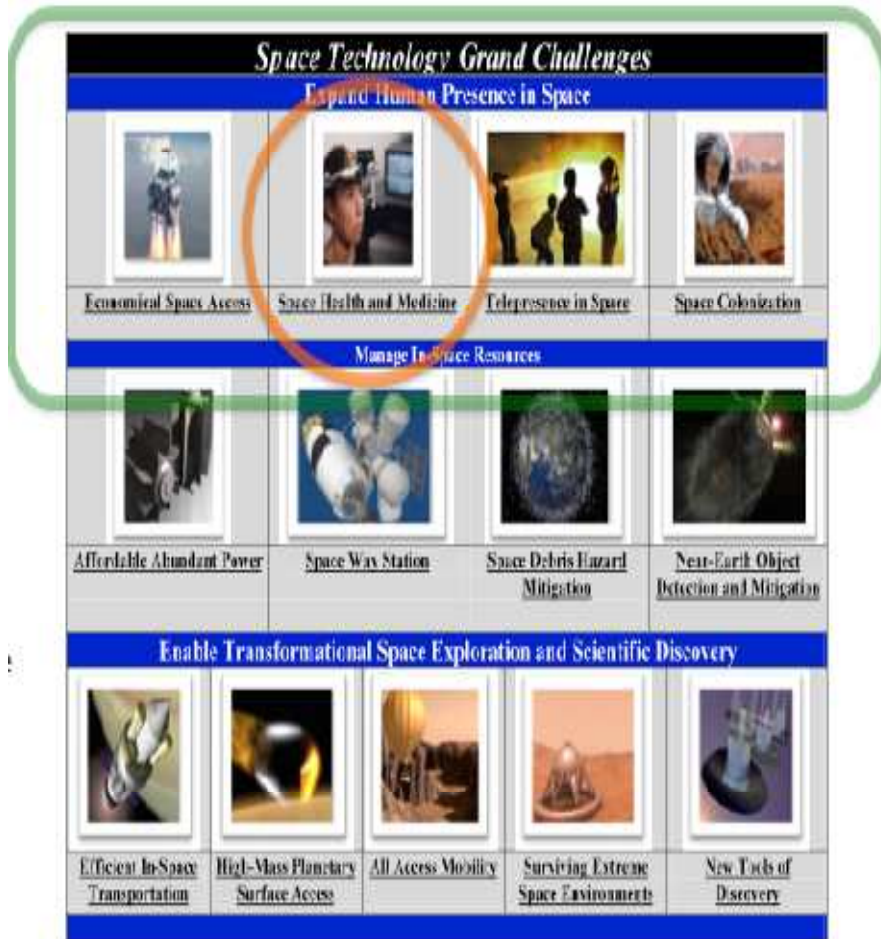 Space Technology Grand Challenges
Expand Human Presence in Space
Economical Space Access
Space Health and Medicine
Telepresence in Space
Space Colonization
Manage In-Space Resources
Affordable Abundant Power
Space Way Station
Space Debris Hazard
Mitigation
Near-Earth Object
Detection and Mitigation
Enable Transformational Space Exploration and Scientific Discovery
Efficient In-Space
Transportation
High-Mass Planetary
Surface Access
All Access Mobility
Surviving Extreme
Space Environments
New Tools of
Discovery